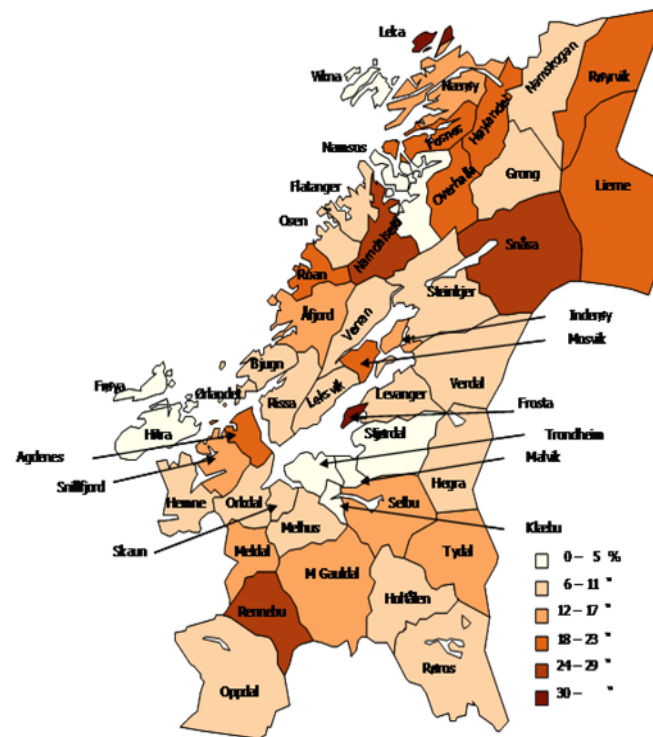 Leka
Vikna
Nærøy
Namskogan
Røyrvik
Fosnes
Høylandet
Namsos
Flatanger
Overhalla
Grong
Lierne
Osen
Namdalseid
Snåsa
Roan
Steinkjer
Åfjord
Verran
Inderøy
Mosvik
Bjugn
Frøya
Ørlandet
Rissa
Leksvik
Levanger
Verdal
Frosta
Hitra
Stjørdal
Trondheim
Agdenes
Malvik
Snillfjord
Hemne
Orkdal
Selbu
Hegra
Skaun
Melhus
Klæbu
Meldal
M Gauldal
Tydal
Holtålen
Rennebu
Oppdal
Røros
0 – 5 %
6 – 11 "
12 – 17 "
18 – 23 "
24 – 29 "
30 – "